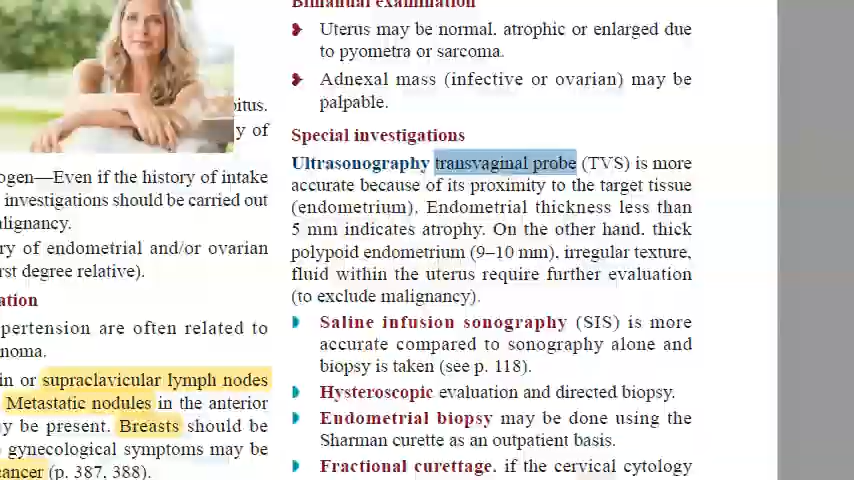 bitus.
y of
ogen—Even if the history of intake
investigations should be carried out
alignancy.
ry of endometrial and/or ovarian
rst degree relative).
ation
pertension are often related to
noma.
in or supraclavicular lymph nodes
Metastatic nodules in the anterior
y be present. Breasts should be
gynecological symptoms may be
cancer (p. 387, 388).
Bimanual examination
Uterus may be normal, atrophic or enlarged due
to pyometra or sarcoma.
Adnexal mass (infective or ovarian) may be
palpable.
Special investigations
Ultrasonography transvaginal probe (TVS) is more
accurate because of its proximity to the target tissue
(endometrium). Endometrial thickness less than
5 mm indicates atrophy. On the other hand, thick
polypoid endometrium (9–10 mm), irregular texture,
fluid within the uterus require further evaluation
(to exclude malignancy).
Saline infusion sonography (SIS) is more
accurate compared to sonography alone and
biopsy is taken (see p. 118).
Hysteroscopic evaluation and directed biopsy.
Endometrial biopsy may be done using the
Sharman curette as an outpatient basis.
Fractional curettage, if the cervical cytology